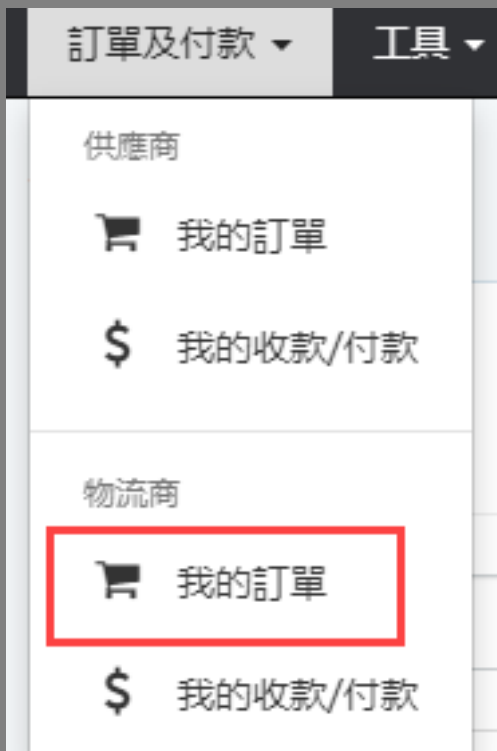 訂單及付款 工具
供應商
我的訂單
$ 我的收款/付款
物流商
我的訂單
$ 我的收款/付款